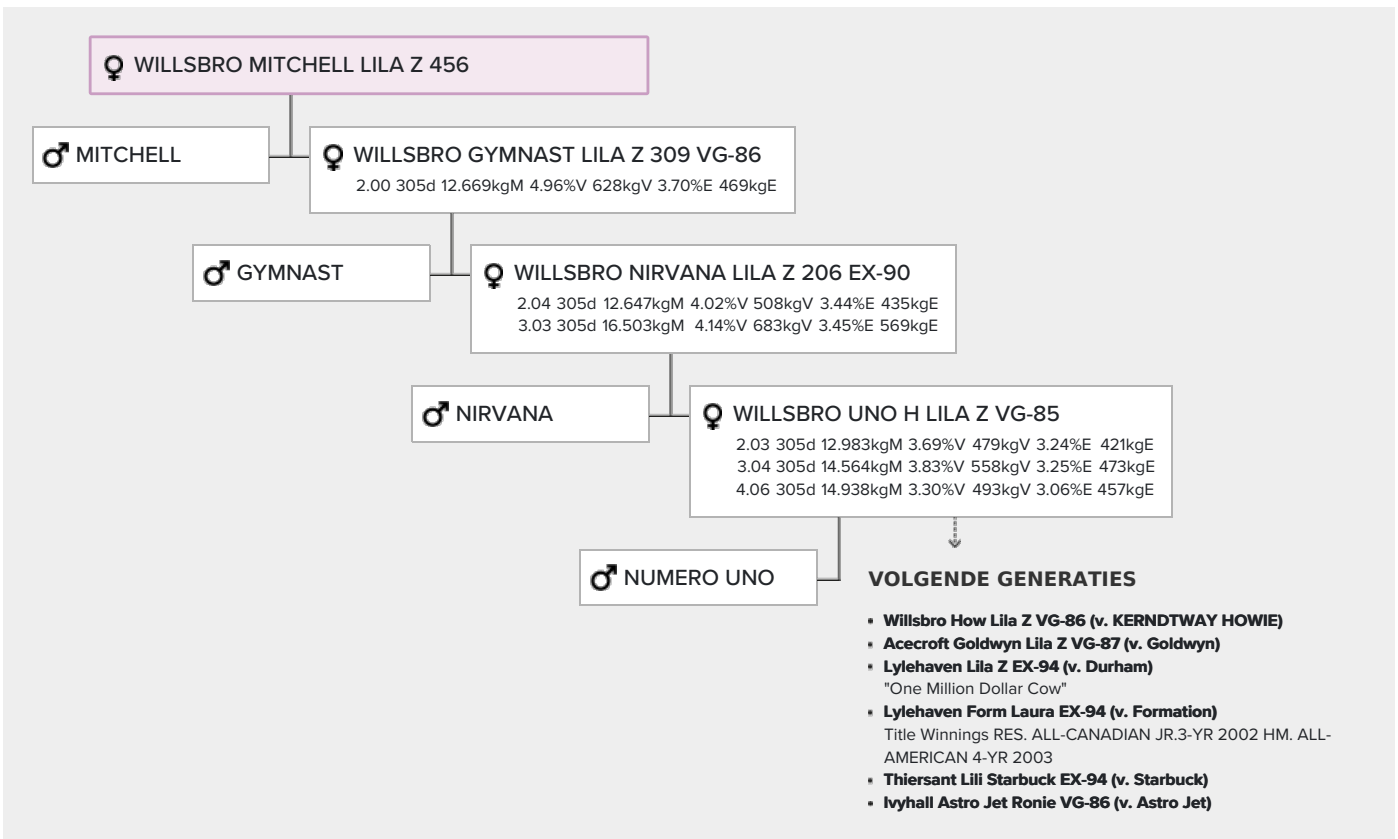 WILLSBRO MITCHELL LILA Z 456
MITCHELL
WILLSBRO GYMNAST LILA Z 309 VG-86
2.00 305d 12.669kgM 4.96%V 628kgV 3.70%E 469kgE
GYMNAST
WILLSBRO NIRVANA LILA Z 206 EX-90
2.04 305d 12.647kgM 4.02%V 508kgV 3.44%E 435kgE
3.03 305d 16.503kgM 4.14%V 683kgV 3.45%E 569kgE
NIRVANA
WILLSBRO UNO H LILA Z VG-85
2.03 305d 12.983kgM 3.69%V 479kgV 3.24%E 421kgE
3.04 305d 14.564kgM 3.83%V 558kgV 3.25%E 473kgE
4.06 305d 14.938kgM 3.30%V 493kgV 3.06%E 457kgE
NUMERO UNO
VOLGENDE GENERATIES
Willsbro How Lila Z VG-86 (v. KERNDTWAY HOWIE)
Acecroft Goldwyn Lila Z VG-87 (v. Goldwyn)
Lylehaven Lila Z EX-94 (v. Durham)
"One Million Dollar Cow"
Lylehaven Form Laura EX-94 (v. Formation)
Title Winnings RES. ALL-CANADIAN JR.3-YR 2002 HM. ALL-
AMERICAN 4-YR 2003
Thiersant Lili Starbuck EX-94 (v. Starbuck)
Ivyhall Astro Jet Ronie VG-86 (v. Astro Jet)